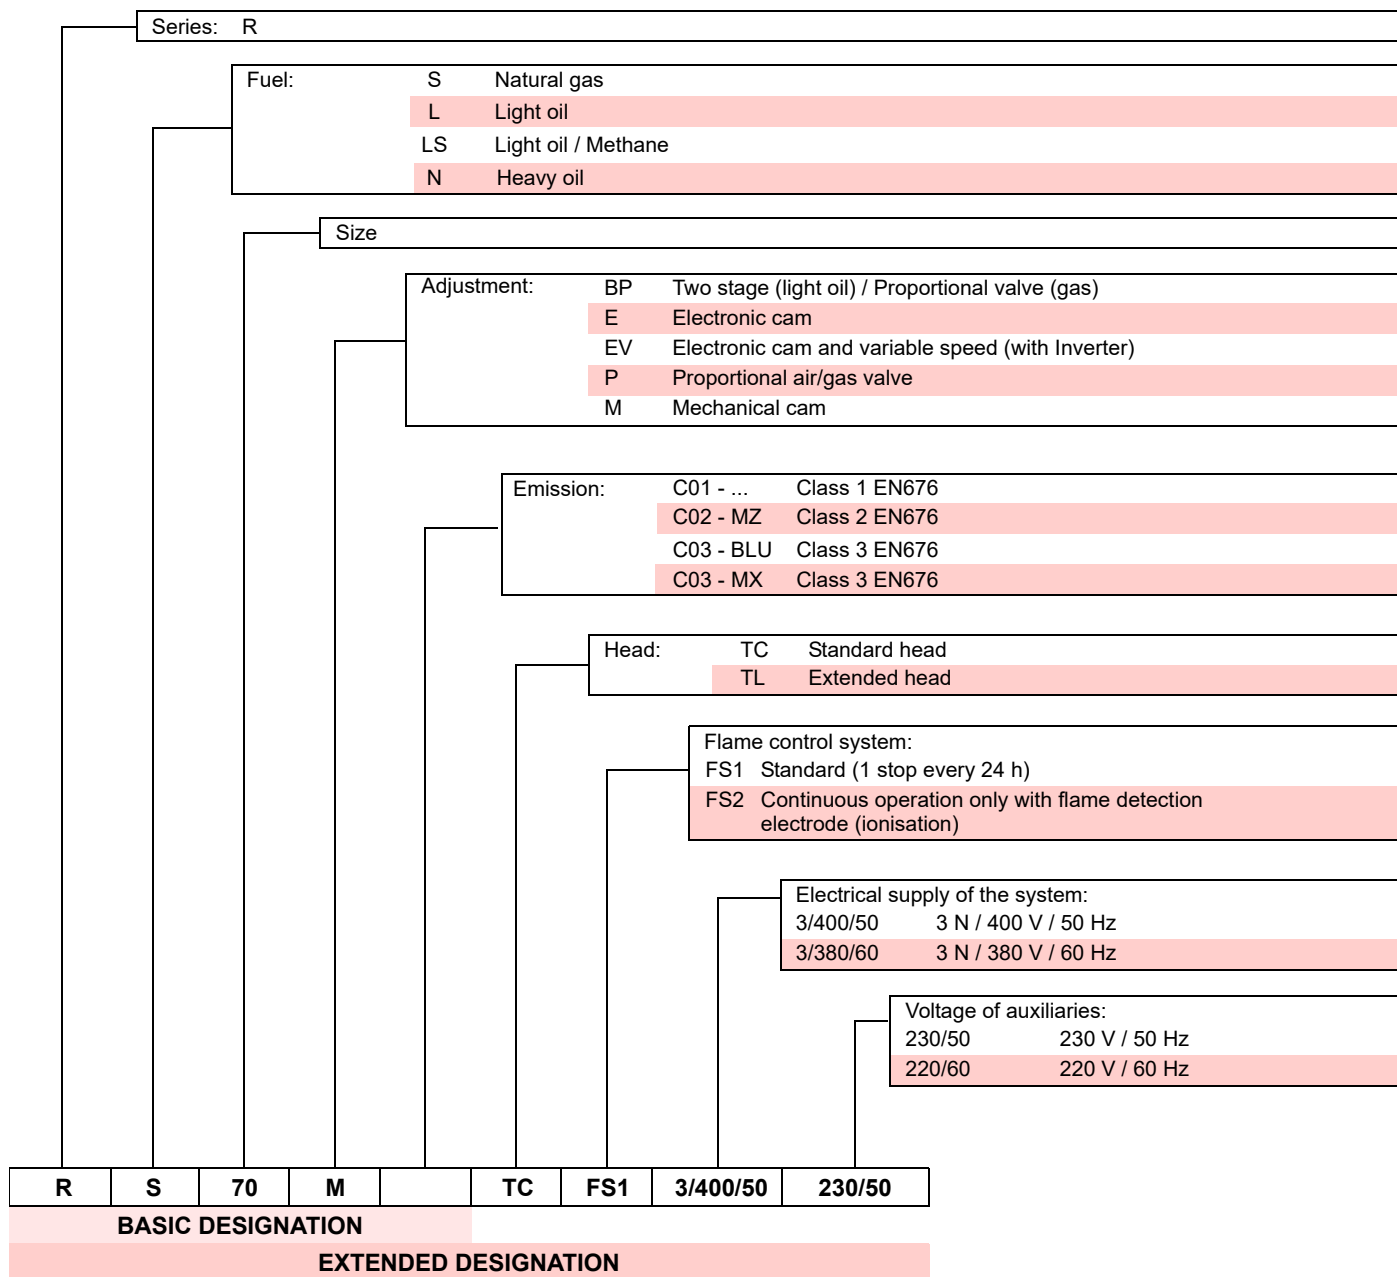 Series: R
Fuel: S Natural gas
L Light oil
LS Light oil / Methane
N Heavy oil
Size
Adjustment: BP Two stage (light oil) / Proportional valve (gas)
E Electronic cam
EV Electronic cam and variable speed (with Inverter)
P Proportional air/gas valve
M Mechanical cam
Emission: C01 - ... Class 1 EN676
C02 - MZ Class 2 EN676
C03 - BLU Class 3 EN676
C03 - MX Class 3 EN676
Head: TC Standard head
TL Extended head
Flame control system:
FS1 Standard (1 stop every 24 h)
FS2 Continuous operation only with flame detection
electrode (ionisation)
Electrical supply of the system:
3/400/50 3 N / 400 V / 50 Hz
3/380/60 3 N / 380 V / 60 Hz
Voltage of auxiliaries:
230/50 230 V / 50 Hz
220/60 220 V / 60 Hz
R S 70 M TC FS1 3/400/50 230/50
BASIC DESIGNATION
EXTENDED DESIGNATION